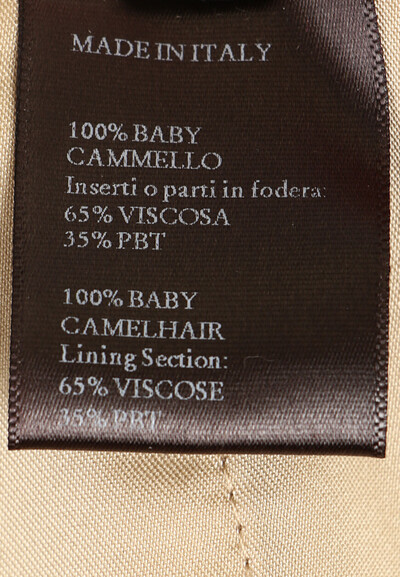 MADE IN ITALY
100% BABY
CAMMELLO
Inserti o parti in fodera:
65% VISCOSA
35% PBT
100% BABY
CAMELHAIR
Lining Section:
65% VISCOSE
35% PBT